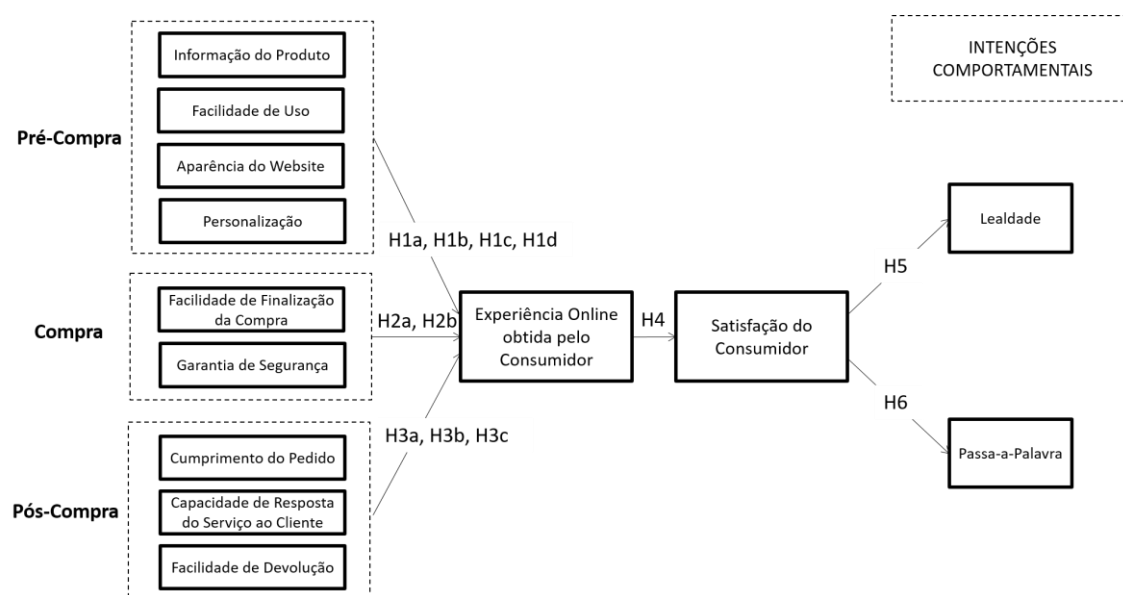 Pré-Compra
Informação do Produto
Facilidade de Uso
Aparência do Website
Personalização
H1a, H1b, H1c, H1d
Compra
Facilidade de Finalização
da Compra
Garantia de Segurança
H2a, H2b
Pós-Compra
Cumprimento do Pedido
Capacidade de Resposta
do Serviço ao Cliente
Facilidade de Devolução
H3a, H3b, H3c
Experiência Online
obtida pelo
Consumidor
H4
Satisfação do
Consumidor
H5
H6
INTENÇÕES
COMPORTAMENTAIS
Lealdade
Passa-a-Palavra